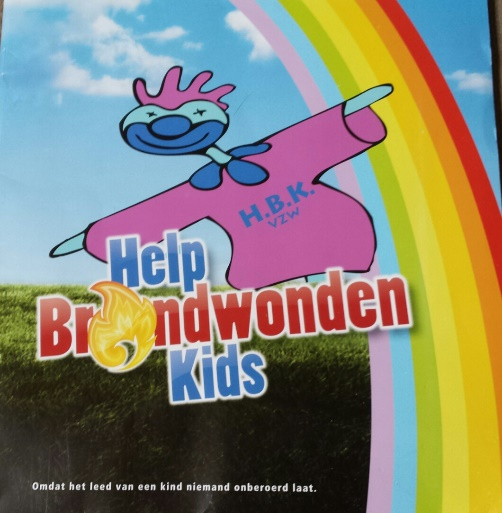 H.B.K.
VZW
Help
Brandwonden
Kids
Omdat het leed van een kind niemand onberoerd laat.